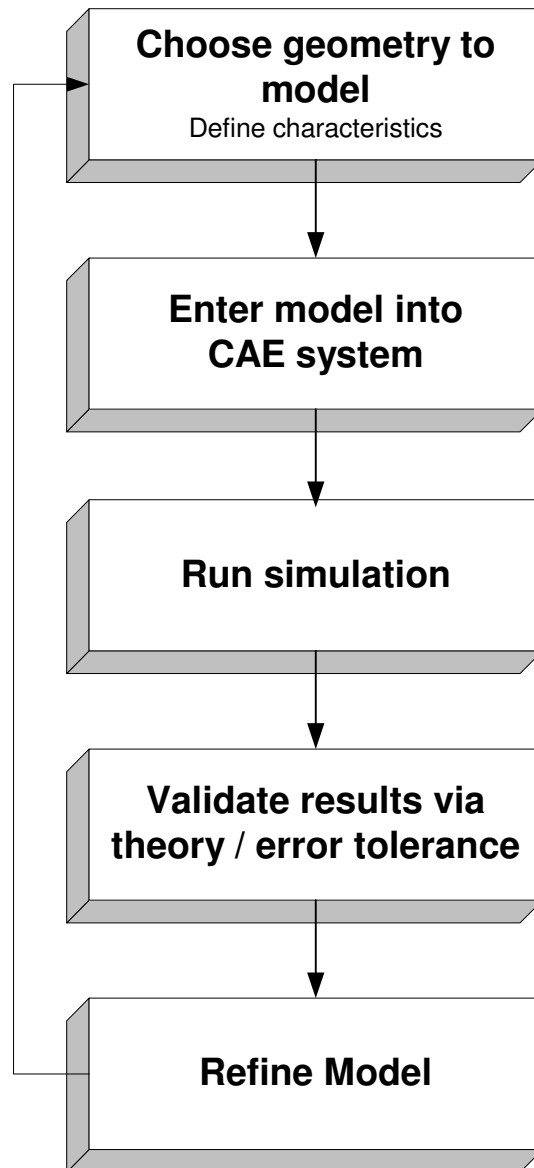 Choose geometry to
model
Define characteristics
Enter model into
CAE system
Run simulation
Validate results via
theory / error tolerance
Refine Model